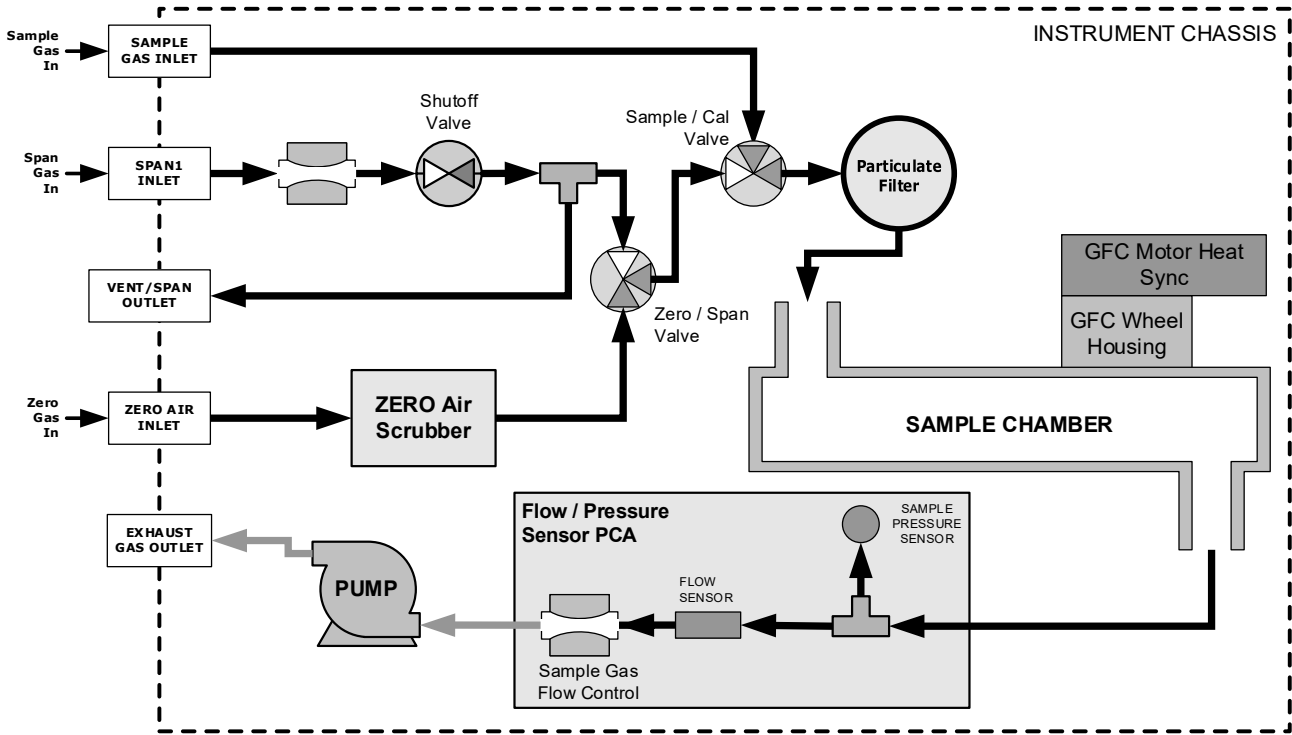 INSTRUMENT CHASSIS
Sample
Gas
In
SAMPLE
GAS INLET
Shutoff
Valve
Sample / Cal
Valve
Span
Gas
In
SPAN1
INLET
Particulate
Filter
VENT/SPAN
OUTLET
Zero / Span
Valve
GFC Motor Heat
Sync
GFC Wheel
Housing
Zero
Gas
In
ZERO AIR
INLET
ZERO Air
Scrubber
SAMPLE CHAMBER
EXHAUST
GAS OUTLET
PUMP
Flow / Pressure
Sensor PCA
SAMPLE
PRESSURE
SENSOR
FLOW
SENSOR
Sample Gas
Flow Control